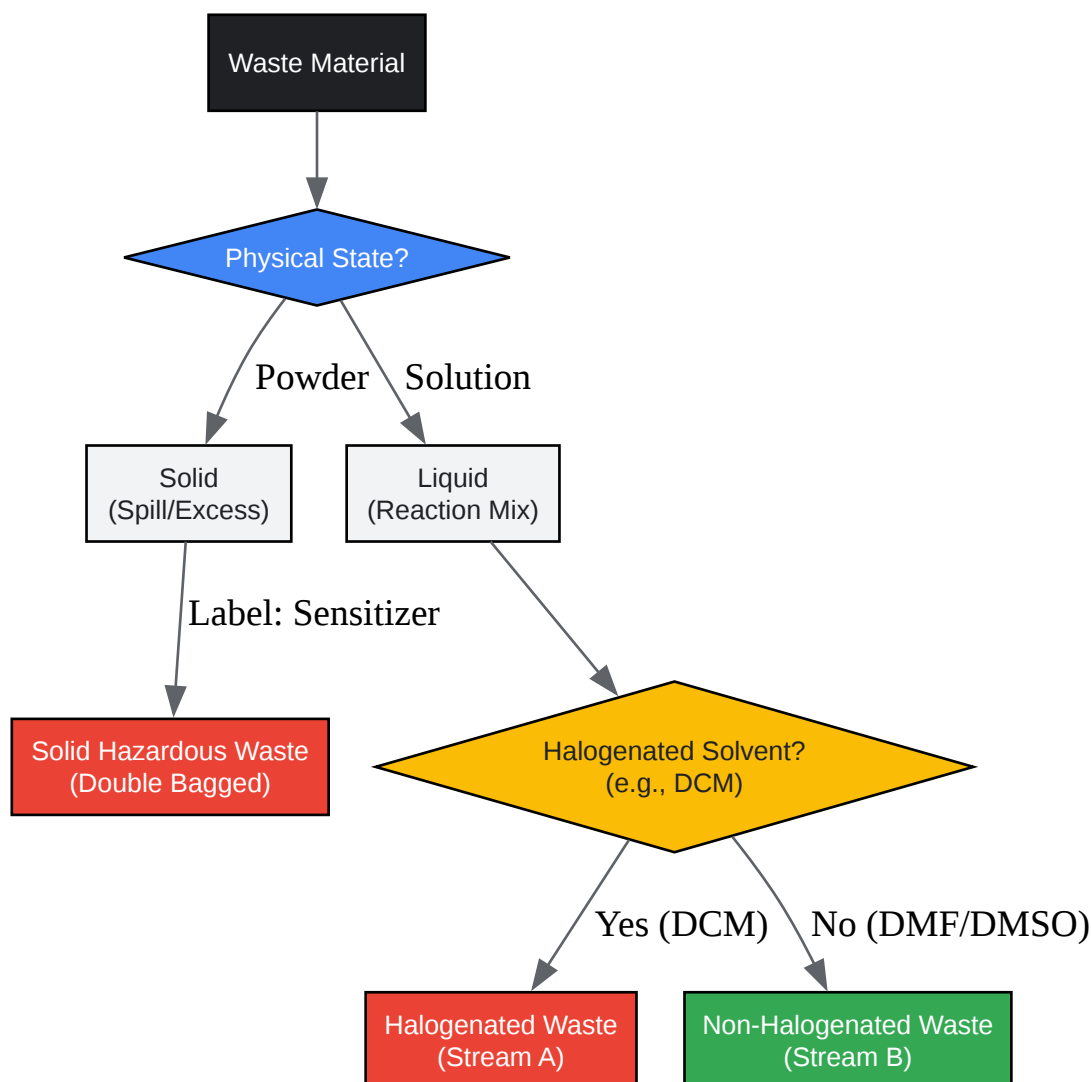 Waste Material
Physical State?
Powder
Solution
Solid
(Spill/Excess)
Liquid
(Reaction Mix)
Label: Sensitizer
Solid Hazardous Waste
(Double Bagged)
Halogenated Solvent?
(e.g., DCM)
Yes (DCM)
No (DMF/DMSO)
Halogenated Waste
(Stream A)
Non-Halogenated Waste
(Stream B)